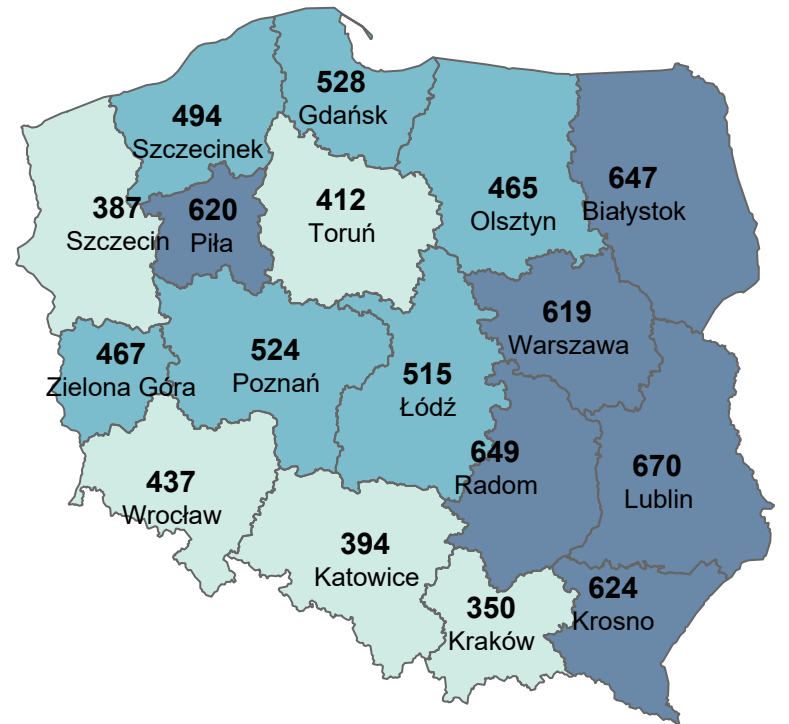 528
Gdańsk
494
Szczecinek
647
Białystok
465
Olsztyn
412
Toruń
620
Piła
387
Szczecin
619
Warszawa
524
Poznań
467
Zielona Góra
515
Łódź
649
Radom
670
Lublin
437
Wrocław
394
Katowice
624
Krosno
350
Kraków